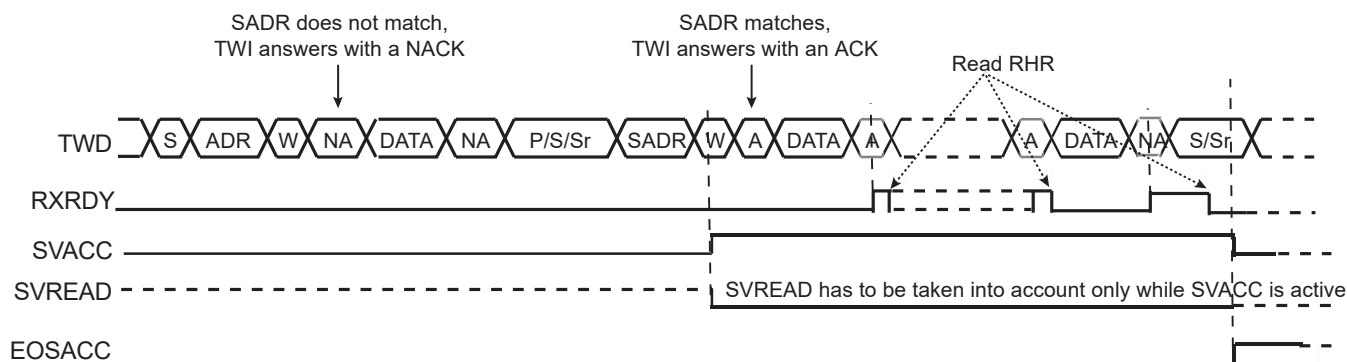 SADR does not match,
TWI answers with a NACK
SADR matches,
TWI answers with an ACK
Read RHR
TWD S ADR W NA DATA NA P/S/Sr SADR W A DATA A A DATA NA S/Sr
RXRDY
SVACC
SVREAD SVREAD has to be taken into account only while SVACC is active
EOSACC